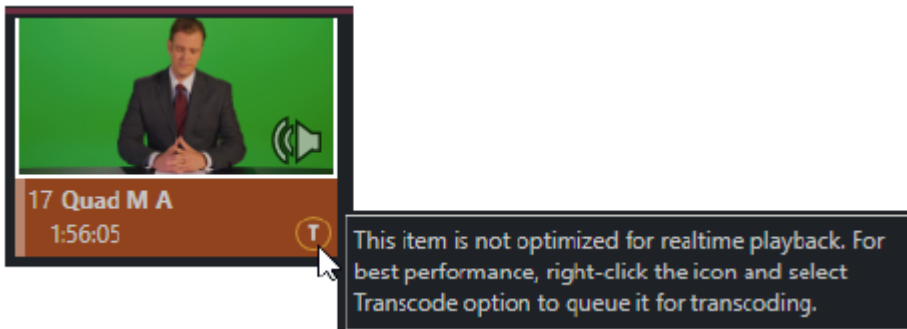 17 Quad M A
1:56:05
T
This item is not optimized for realtime playback. For
best performance, right-click the icon and select
Transcode option to queue it for transcoding.